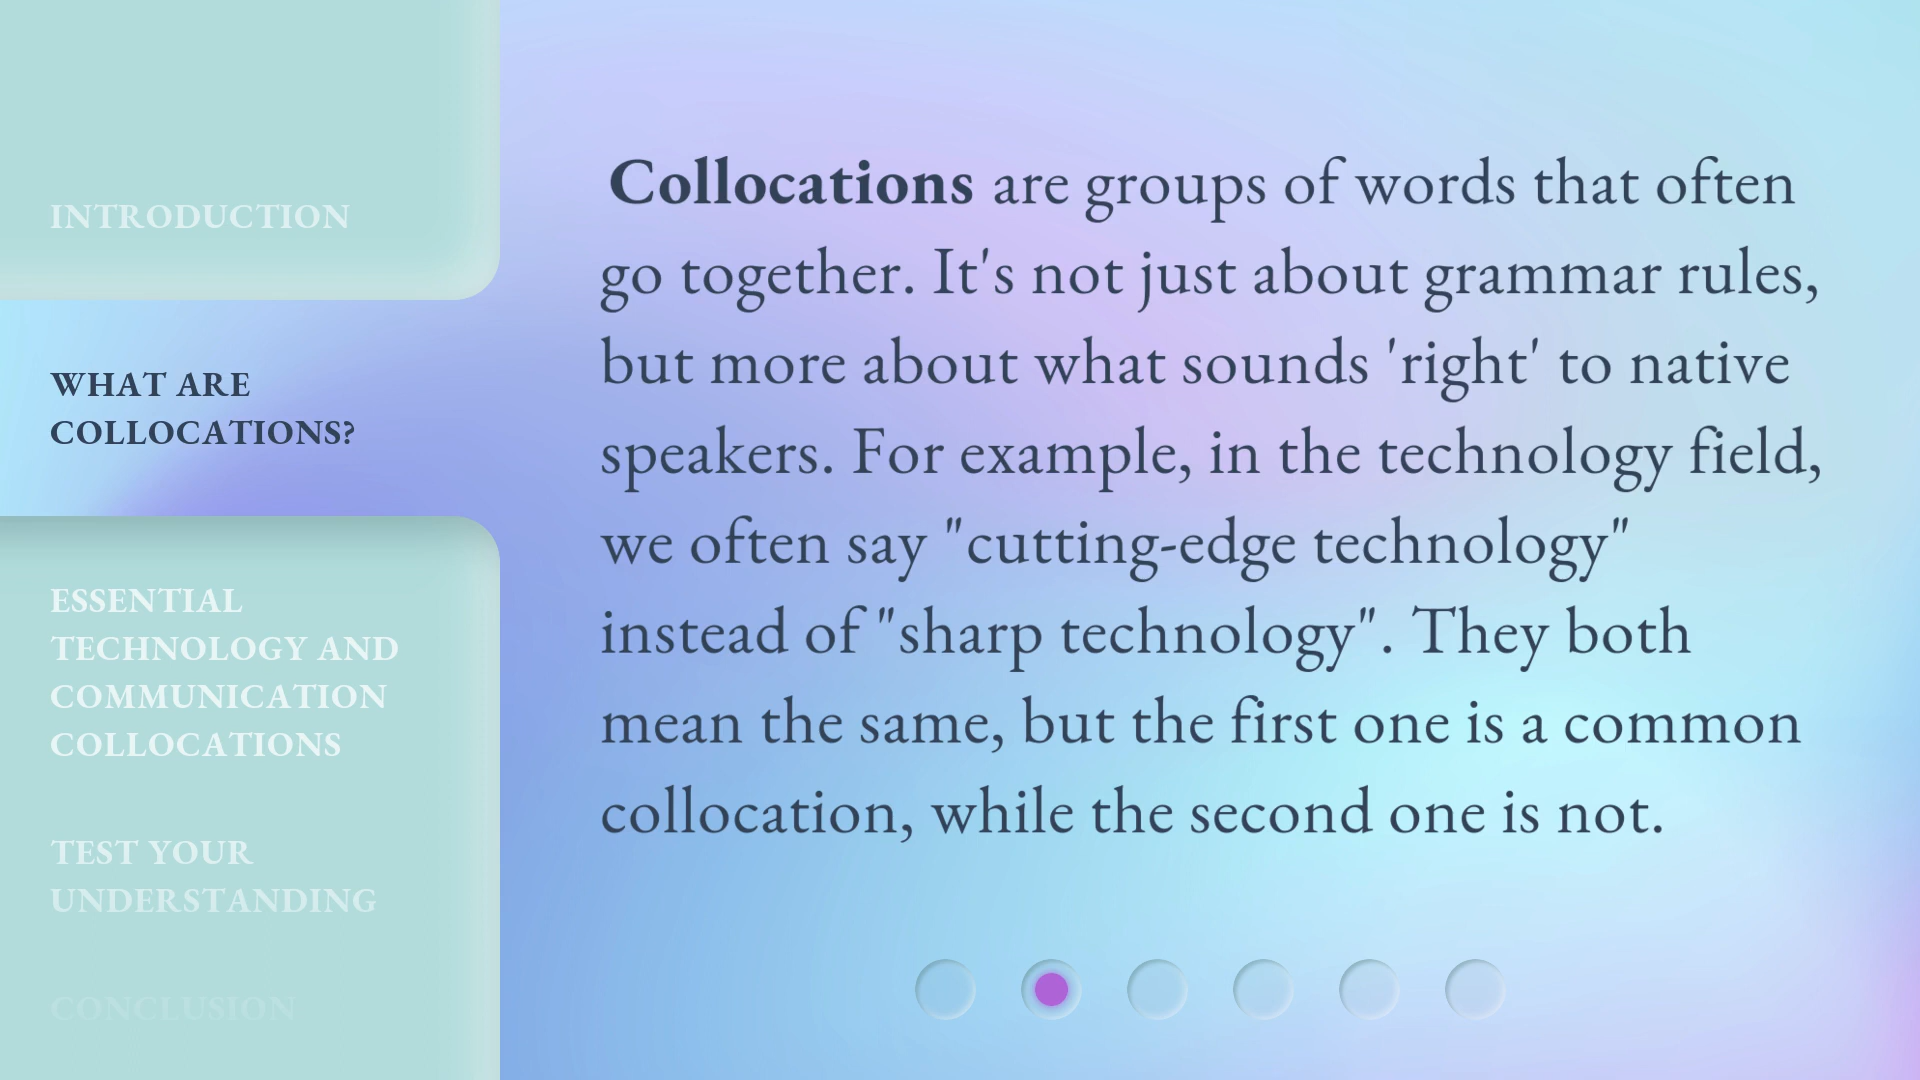 INTRODUCTION
WHAT ARE
COLLOCATIONS?
ESSENTIAL
TECHNOLOGY AND
COMMUNICATION
COLLOCATIONS
TEST YOUR
UNDERSTANDING
CONCLUSION
Collocations are groups of words that often
go together. It's not just about grammar rules,
but more about what sounds 'right' to native
speakers. For example, in the technology field,
we often say "cutting-edge technology"
instead of "sharp technology". They both
mean the same, but the first one is a common
collocation, while the second one is not.